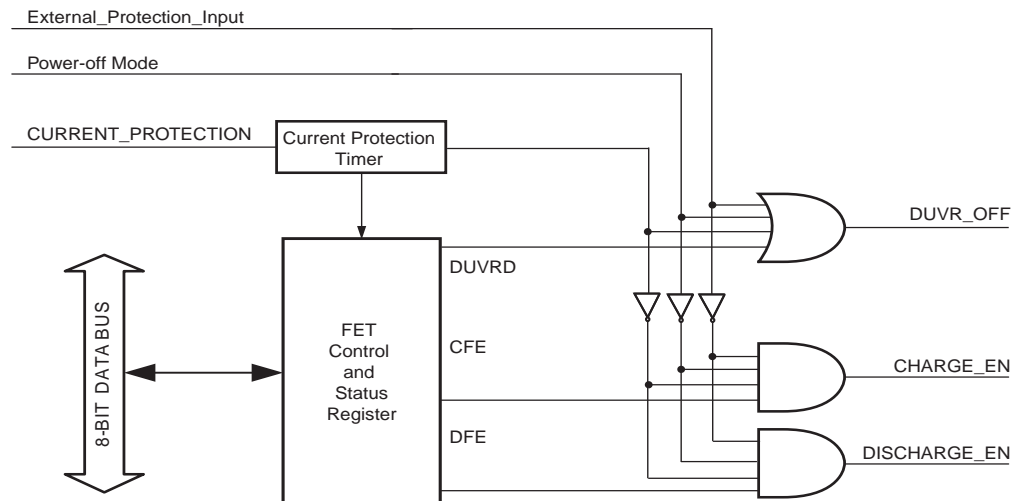 External_Protection_Input
Power-off Mode
CURRENT_PROTECTION
Current Protection
Timer
DUVR_OFF
DUVRD
8-BIT DATA BUS
FET
Control
and
Status
Register
CFE
CHARGE_EN
DFE
DISCHARGE_EN